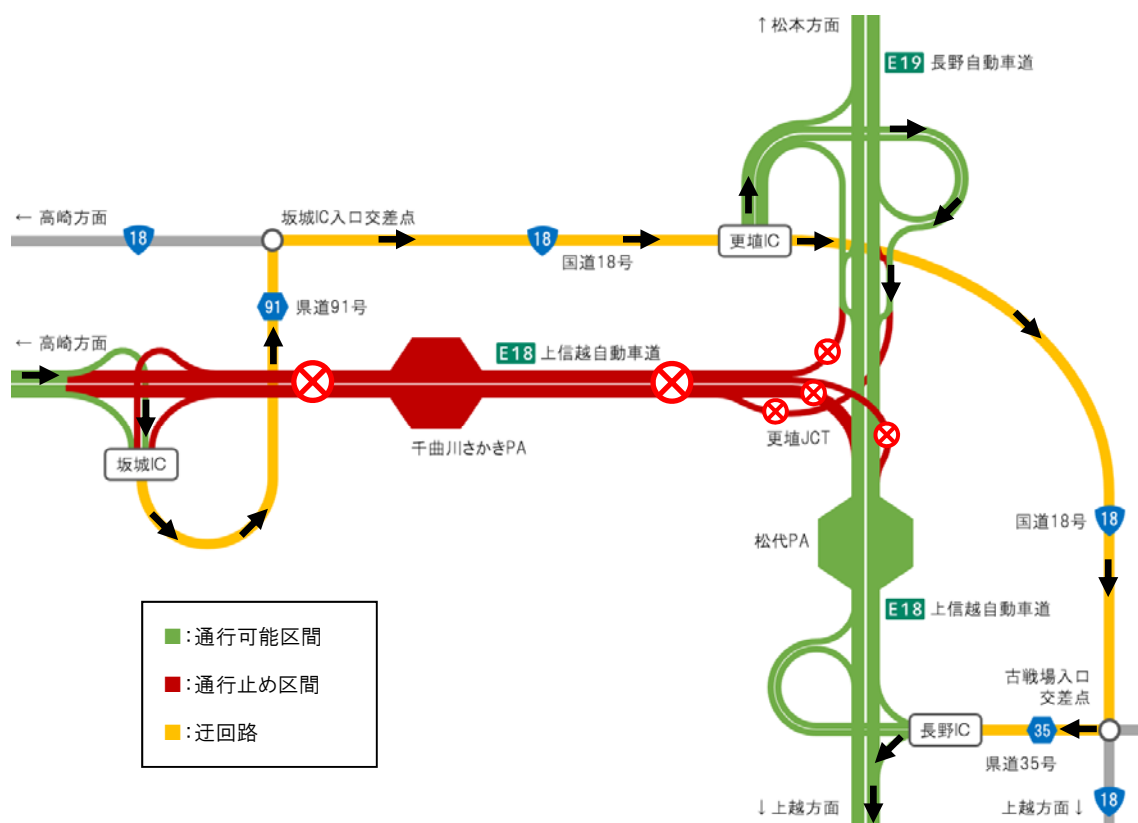 ↑松本方面
E19 長野自動車道
← 高崎方面
18
坂城IC入口交差点
18
国道18号
更埴IC
91 県道91号
← 高崎方面
E18 上信越自動車道
千曲川さかきPA
更埴JCT
坂城IC
国道18号 18
松代PA
E18 上信越自動車道
■:通行可能区間
■:通行止め区間
■:迂回路
古戦場入口
交差点
長野IC
35
県道35号
↓上越方面
上越方面↓
18